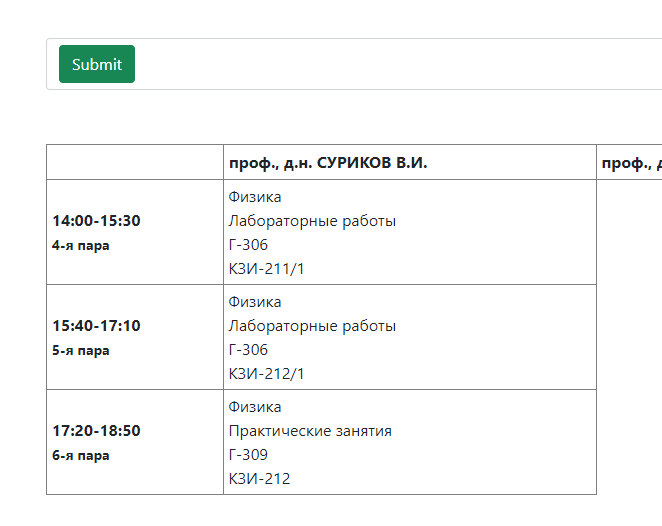 Submit
проф., д.н. СУРИКОВ В.И.
проф.,
14:00-15:30
4-я пара
Физика
Лабораторные работы
Г-306
КЗИ-211/1
15:40-17:10
5-я пара
Физика
Лабораторные работы
Г-306
КЗИ-212/1
17:20-18:50
6-я пара
Физика
Практические занятия
Г-309
КЗИ-212